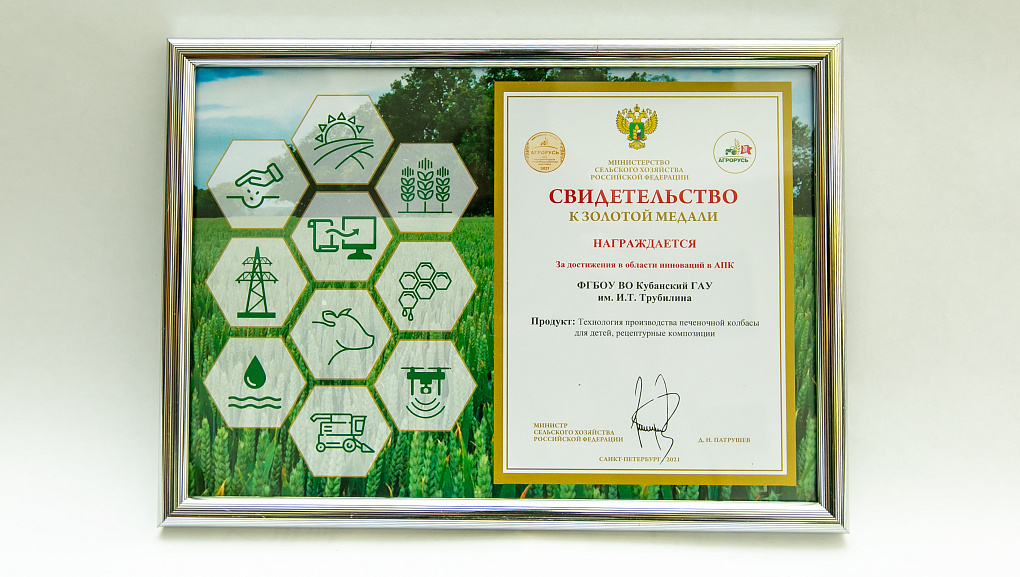 АГРОРУСЬ
2021
АГРОРУСЬ
МИНИСТЕРСТВО
СЕЛЬСКОГО ХОЗЯЙСТВА
РОССИЙСКОЙ ФЕДЕРАЦИИ
СВИДЕТЕЛЬСТВО
К ЗОЛОТОЙ МЕДАЛИ
НАГРАЖДАЕТСЯ
За достижения в области инноваций в АПК
ФГБОУ ВО Кубанский ГАУ
им. И.Т. Трубилина
Продукт: Технология производства печеночной колбасы
для детей, рецептурные композиции
МИНИСТР
СЕЛЬСКОГО ХОЗЯЙСТВА
РОССИЙСКОЙ ФЕДЕРАЦИИ
Д. Н. ПАТРУШЕВ
САНКТ-ПЕТЕРБУРГ 2021